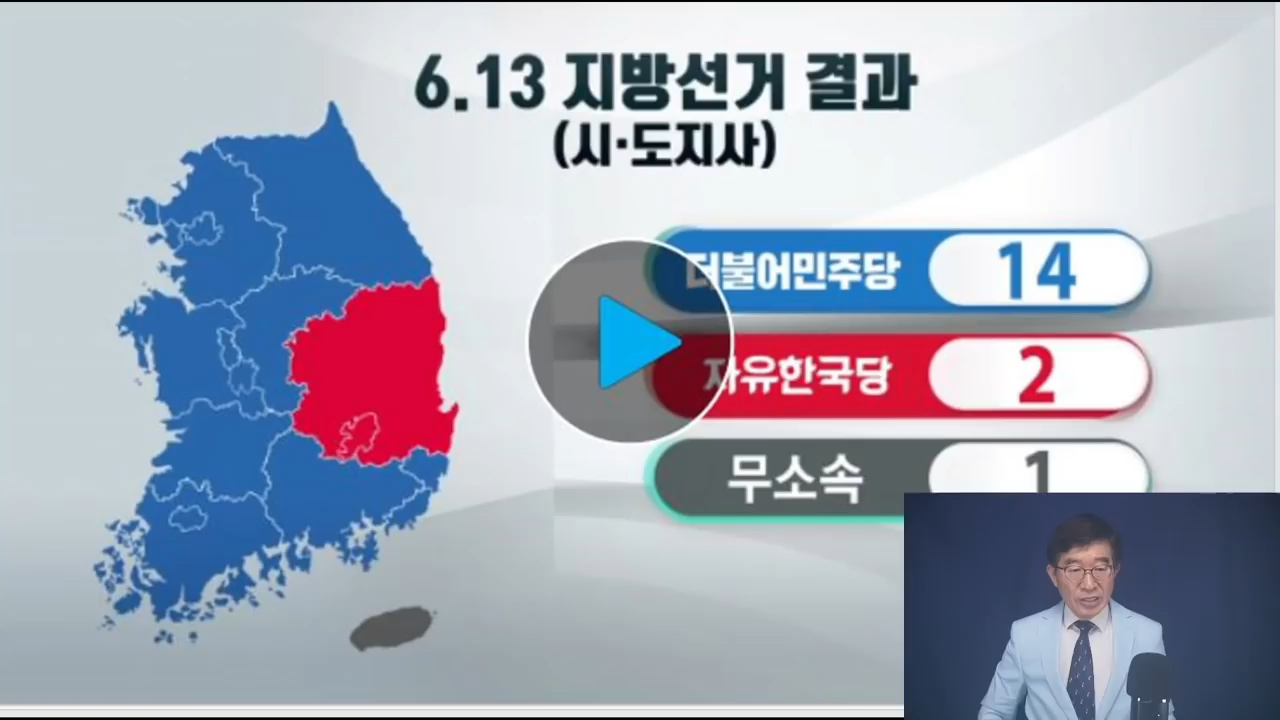 6.13 지방선거 결과
(시·도지사)
더불어민주당 14
자유한국당 2
무소속 1